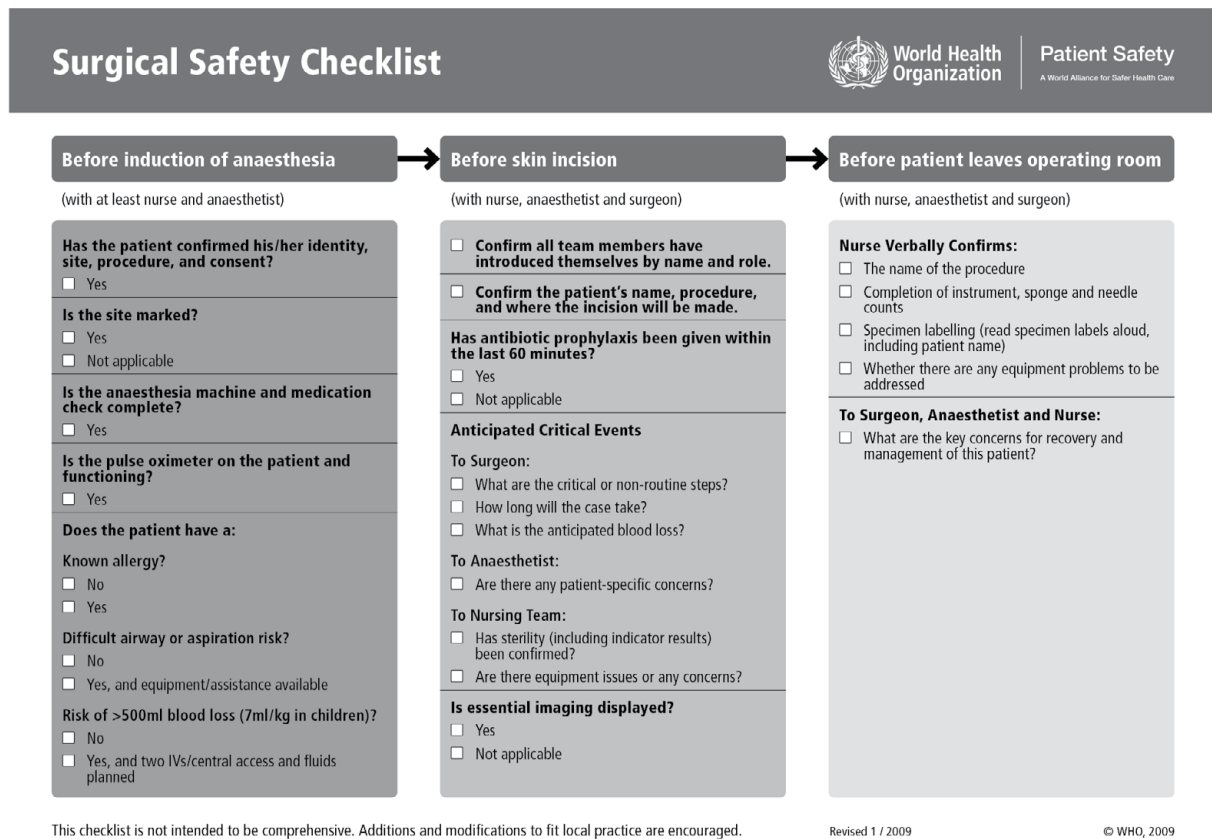 Surgical Safety Checklist
World Health
Organization
Patient Safety
A World Alliance for Safer Health Care
Before induction of anaesthesia
(with at least nurse and anaesthetist)
Has the patient confirmed his/her identity,
site, procedure, and consent?
Yes
Is the site marked?
Yes
Not applicable
Is the anaesthesia machine and medication
check complete?
Yes
Is the pulse oximeter on the patient and
functioning?
Yes
Does the patient have a:
Known allergy?
No
Yes
Difficult airway or aspiration risk?
No
Yes, and equipment/assistance available
Risk of >500ml blood loss (7ml/kg in children)?
No
Yes, and two IVs/central access and fluids
planned
Before skin incision
(with nurse, anaesthetist and surgeon)
Confirm all team members have
introduced themselves by name and role.
Confirm the patient's name, procedure,
and where the incision will be made.
Has antibiotic prophylaxis been given within
the last 60 minutes?
Yes
Not applicable
Anticipated Critical Events
To Surgeon:
What are the critical or non-routine steps?
How long will the case take?
What is the anticipated blood loss?
To Anaesthetist:
Are there any patient-specific concerns?
To Nursing Team:
Has sterility (including indicator results)
been confirmed?
Are there equipment issues or any concerns?
Is essential imaging displayed?
Yes
Not applicable
Before patient leaves operating room
(with nurse, anaesthetist and surgeon)
Nurse Verbally Confirms:
The name of the procedure
Completion of instrument, sponge and needle
counts
Specimen labelling (read specimen labels aloud,
including patient name)
Whether there are any equipment problems to be
addressed
To Surgeon, Anaesthetist and Nurse:
What are the key concerns for recovery and
management of this patient?
This checklist is not intended to be comprehensive. Additions and modifications to fit local practice are encouraged.
Revised 1 / 2009
© WHO, 2009